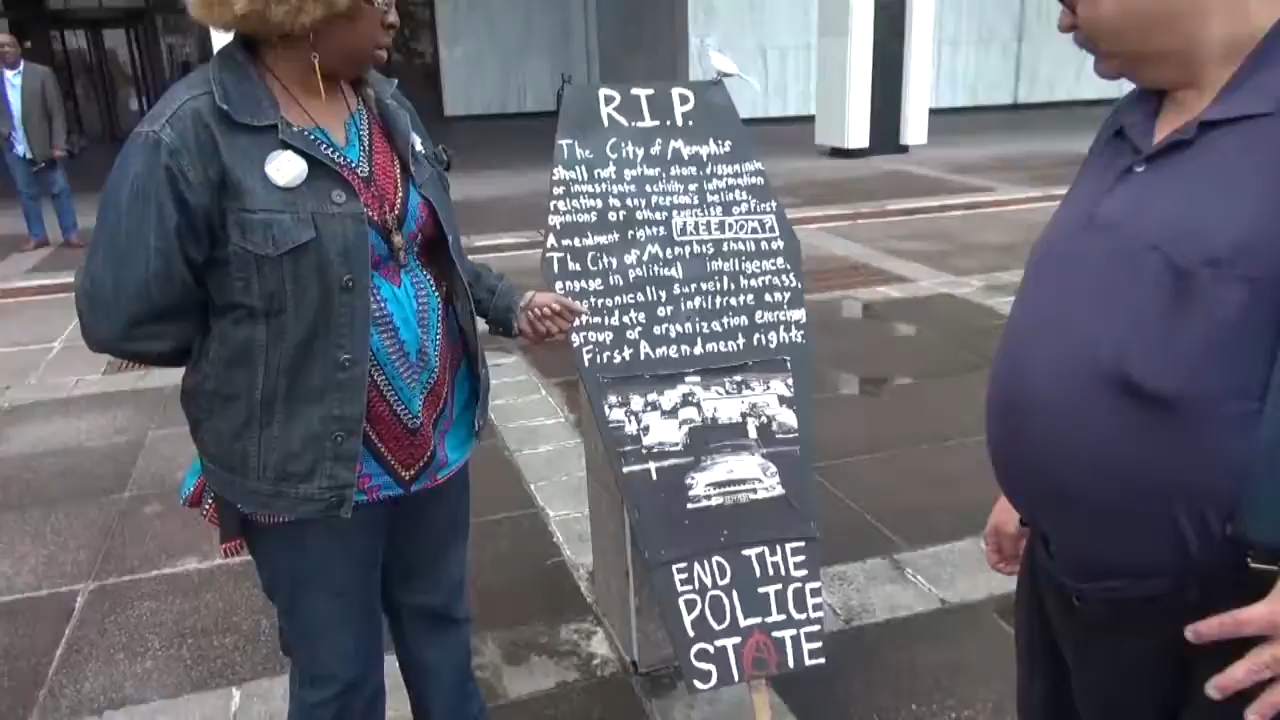 R.I.P.
The City of Memphis
shall not gather, store, disseminate
or investigate activity or information
relating to any person's beliefs,
opinions or other exercise of First
Amendment rights. FREEDOM?
The City of Memphis shall not
engage in political intelligence,
surveil, harrass,
or infiltrate any
group or organization exercising
First Amendment rights.
END THE
POLICE
STATE